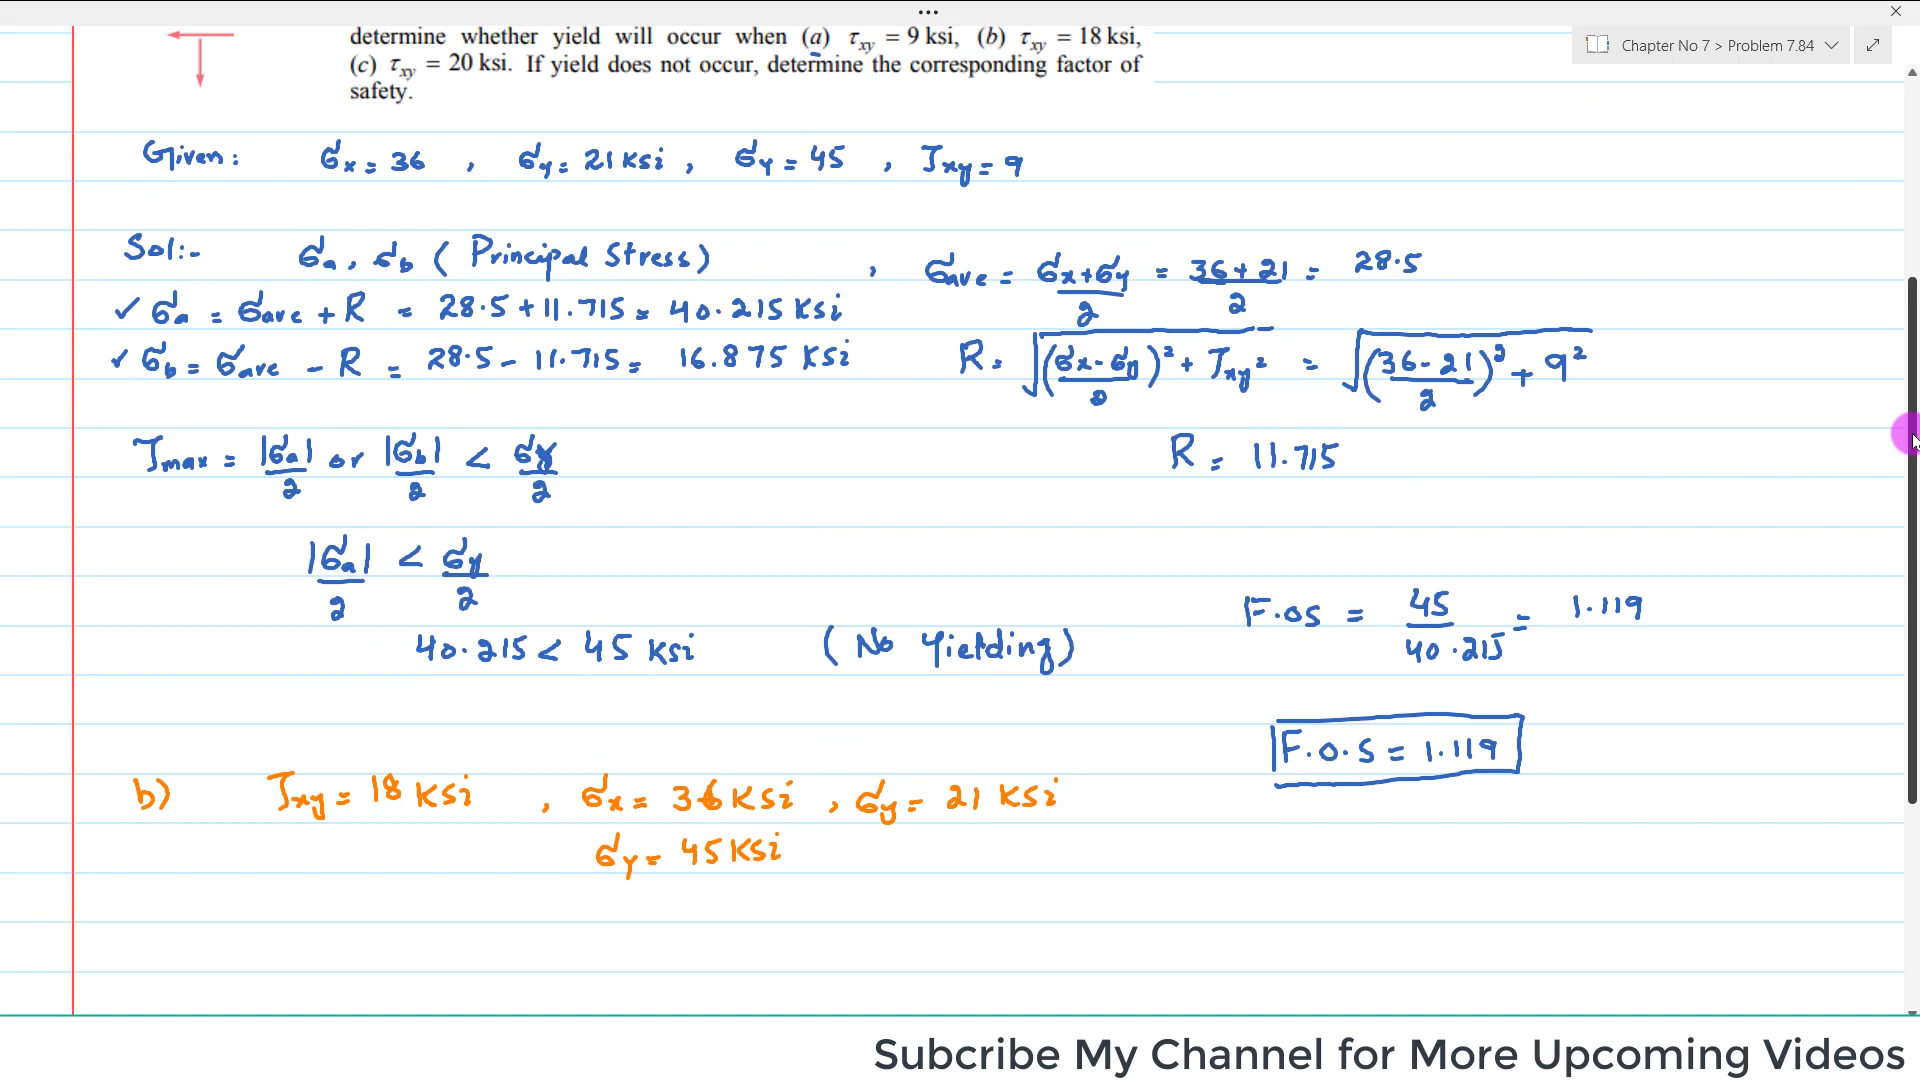 determine whether yield will occur when (a) τxy = 9 ksi, (b) τxy = 18 ksi,
(c) τxy = 20 ksi. If yield does not occur, determine the corresponding factor of
safety.
Chapter No 7 > Problem 7.84
Given: σx = 36 , σy = 21 ksi , σY = 45 , τxy = 9
Sol:- σa, σb ( Principal Stress) , σave = (σx+σy)/2 = (36+21)/2 = 28.5
✓ σa = σave + R = 28.5 + 11.715 = 40.215 ksi
✓ σb = σave - R = 28.5 - 11.715 = 16.875 ksi
R = √((σx-σy)/2)² + τxy² = √((36-21)/2)² + 9²
τmax = |σa|/2 or |σb|/2 < σY/2
R = 11.715
|σa|/2 < σy/2
40.215 < 45 ksi ( No Yielding)
F.OS = 45/40.215 = 1.119
F.O.S = 1.119
b) τxy = 18 ksi , σx = 36 ksi , σy = 21 ksi
σY = 45 ksi
Subcribe My Channel for More Upcoming Videos